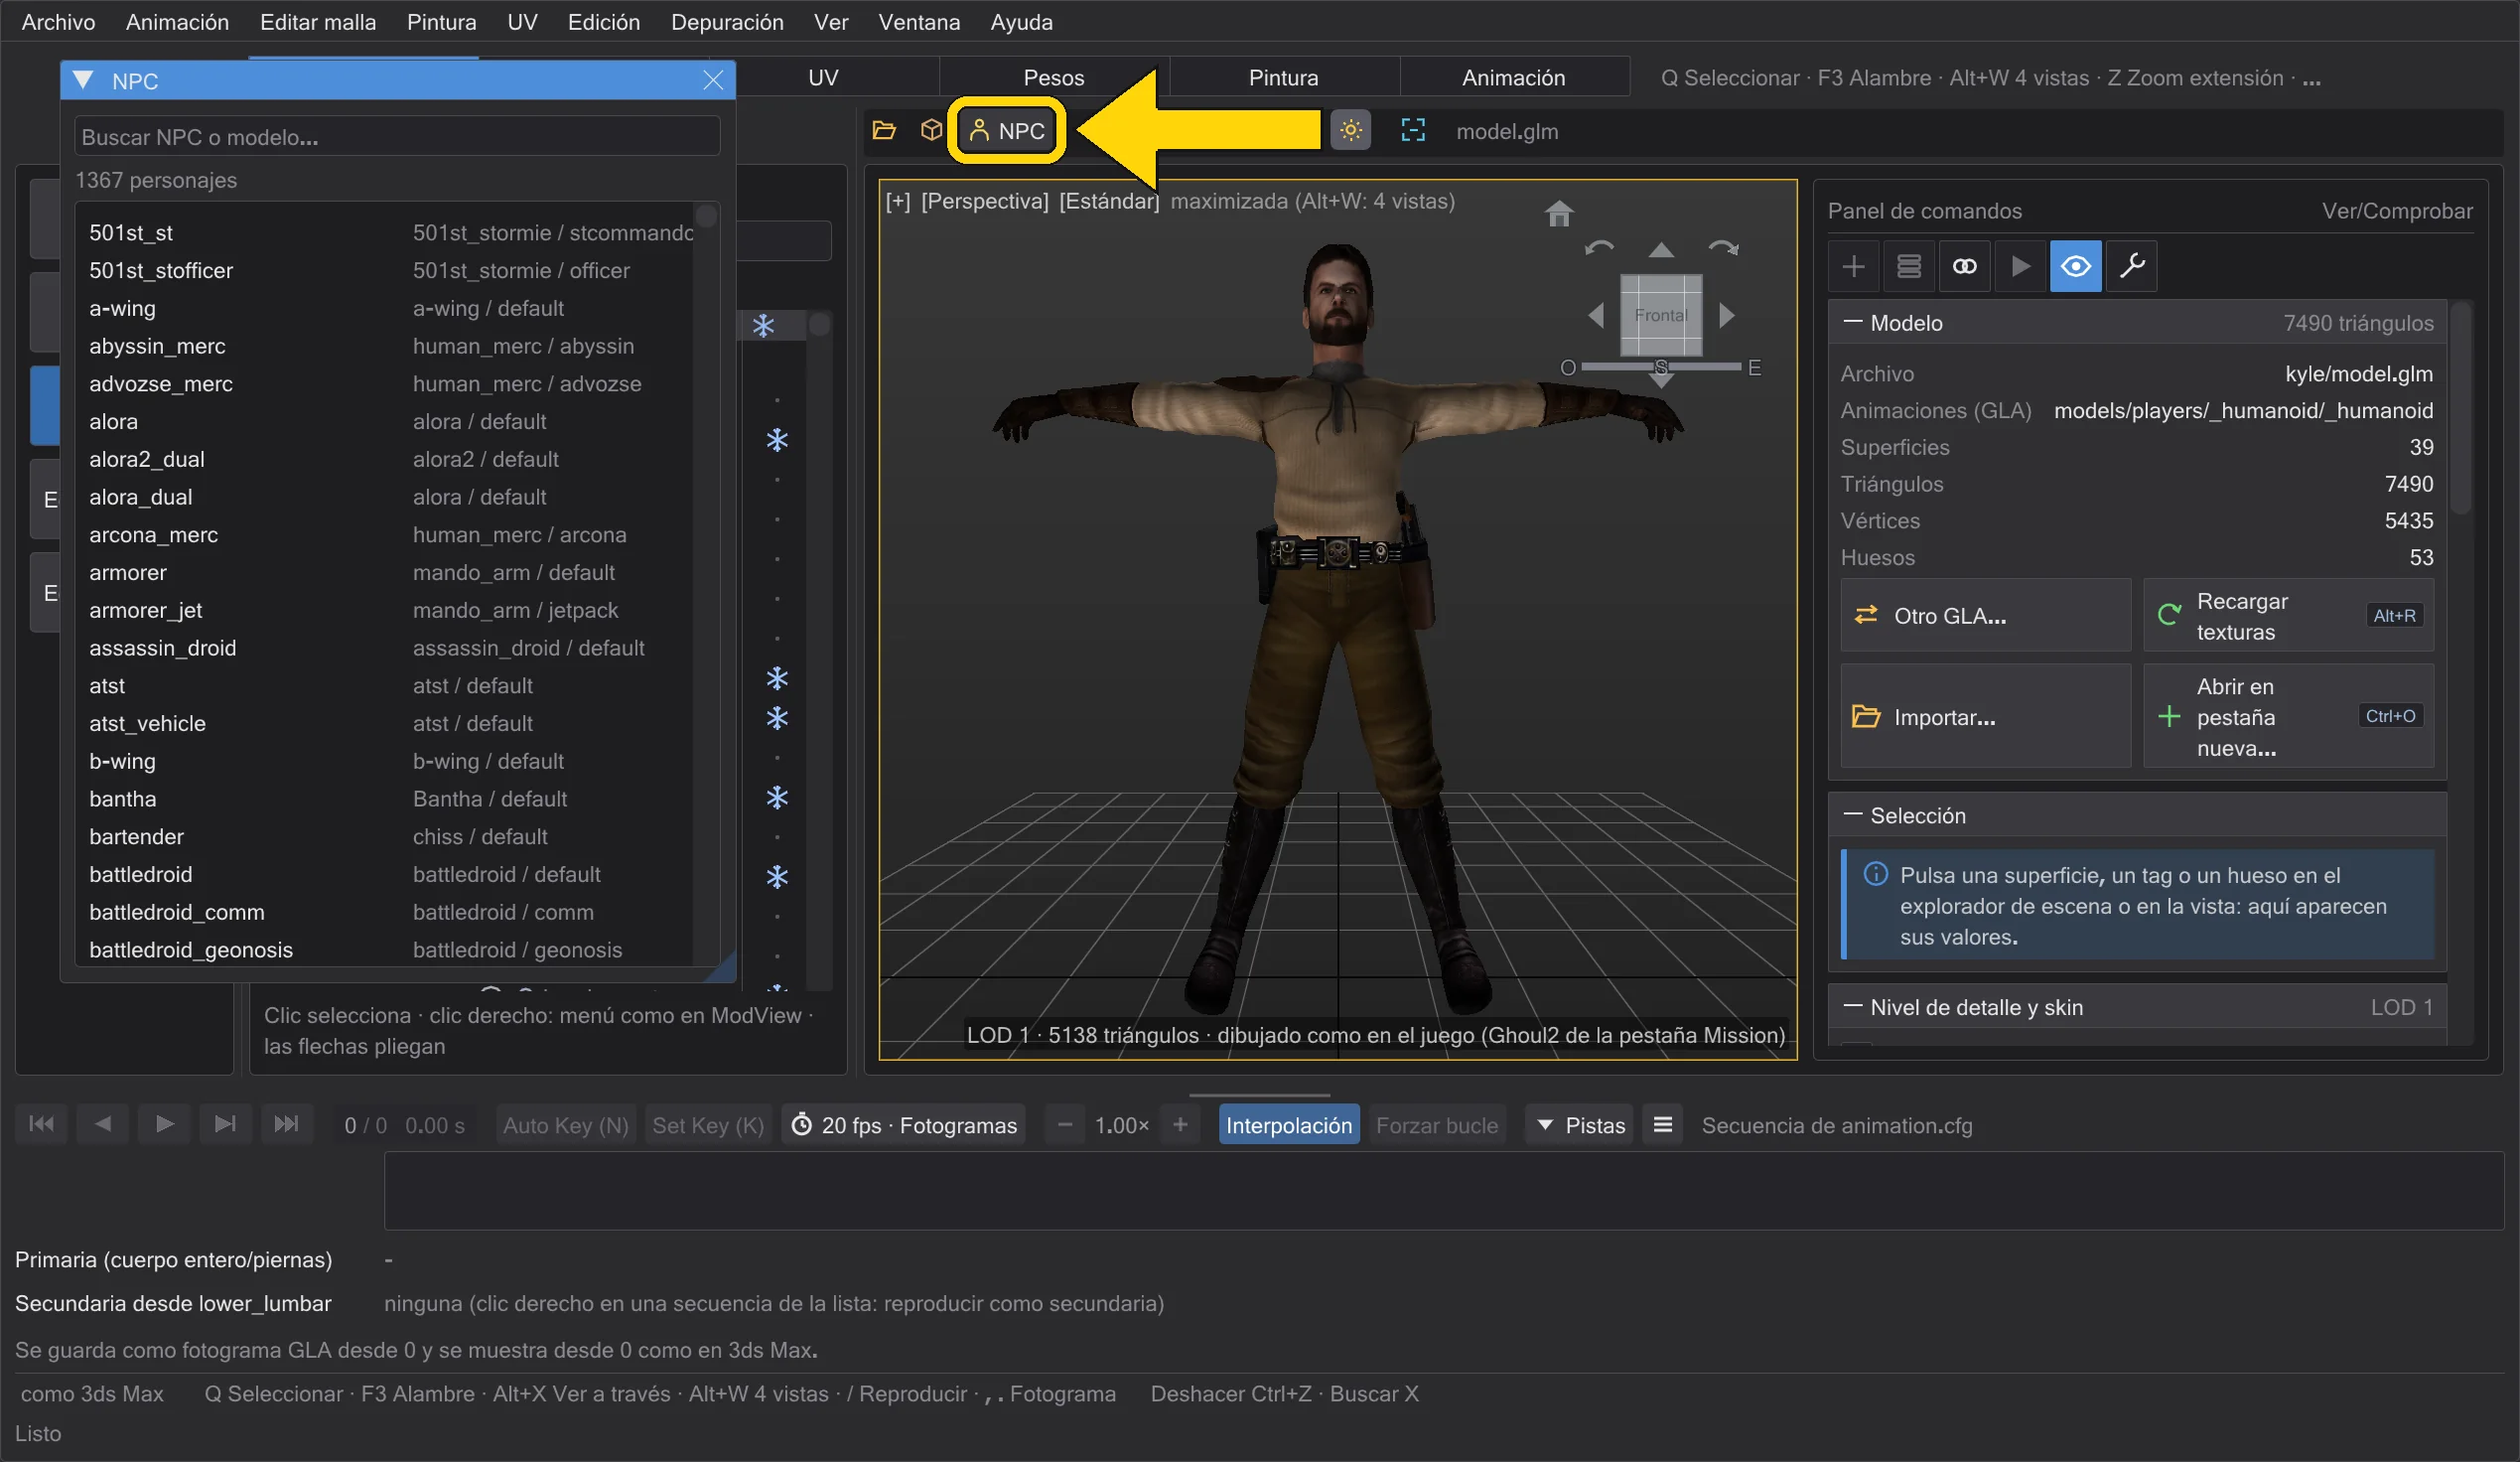 Archivo Animación Editar malla Pintura UV Edición Depuración Ver Ventana Ayuda
NPC
UV Pesos Pintura Animación Q Seleccionar · F3 Alambre · Alt+W 4 vistas · Z Zoom extensión · ...
NPC model.glm
Buscar NPC o modelo...
1367 personajes
501st_st 501st_stormie / stcommando
501st_stofficer 501st_stormie / officer
a-wing a-wing / default
abyssin_merc human_merc / abyssin
advozse_merc human_merc / advozse
alora alora / default
alora2_dual alora2 / default
alora_dual alora / default
arcona_merc human_merc / arcona
armorer mando_arm / default
armorer_jet mando_arm / jetpack
assassin_droid assassin_droid / default
atst atst / default
atst_vehicle atst / default
b-wing b-wing / default
bantha Bantha / default
bartender chiss / default
battledroid battledroid / default
battledroid_comm battledroid / comm
battledroid_geonosis battledroid / geonosis
Clic selecciona · clic derecho: menú como en ModView ·
las flechas pliegan
[+] [Perspectiva] [Estándar] maximizada (Alt+W: 4 vistas)
Frontal
O S E
LOD 1 · 5138 triángulos · dibujado como en el juego (Ghoul2 de la pestaña Mission)
Panel de comandos Ver/Comprobar
Modelo 7490 triángulos
Archivo kyle/model.glm
Animaciones (GLA) models/players/_humanoid/_humanoid
Superficies 39
Triángulos 7490
Vértices 5435
Huesos 53
Otro GLA...
Recargar
texturas
Alt+R
Importar...
Abrir en
pestaña
nueva...
Ctrl+O
Selección
Pulsa una superficie, un tag o un hueso en el
explorador de escena o en la vista: aquí aparecen
sus valores.
Nivel de detalle y skin LOD 1
0 / 0 0.00 s Auto Key (N) Set Key (K) 20 fps · Fotogramas 1.00× Interpolación Forzar bucle Pistas Secuencia de animation.cfg
Primaria (cuerpo entero/piernas) -
Secundaria desde lower_lumbar ninguna (clic derecho en una secuencia de la lista: reproducir como secundaria)
Se guarda como fotograma GLA desde 0 y se muestra desde 0 como en 3ds Max.
como 3ds Max Q Seleccionar · F3 Alambre · Alt+X Ver a través · Alt+W 4 vistas · / Reproducir · , . Fotograma Deshacer Ctrl+Z · Buscar X
Listo